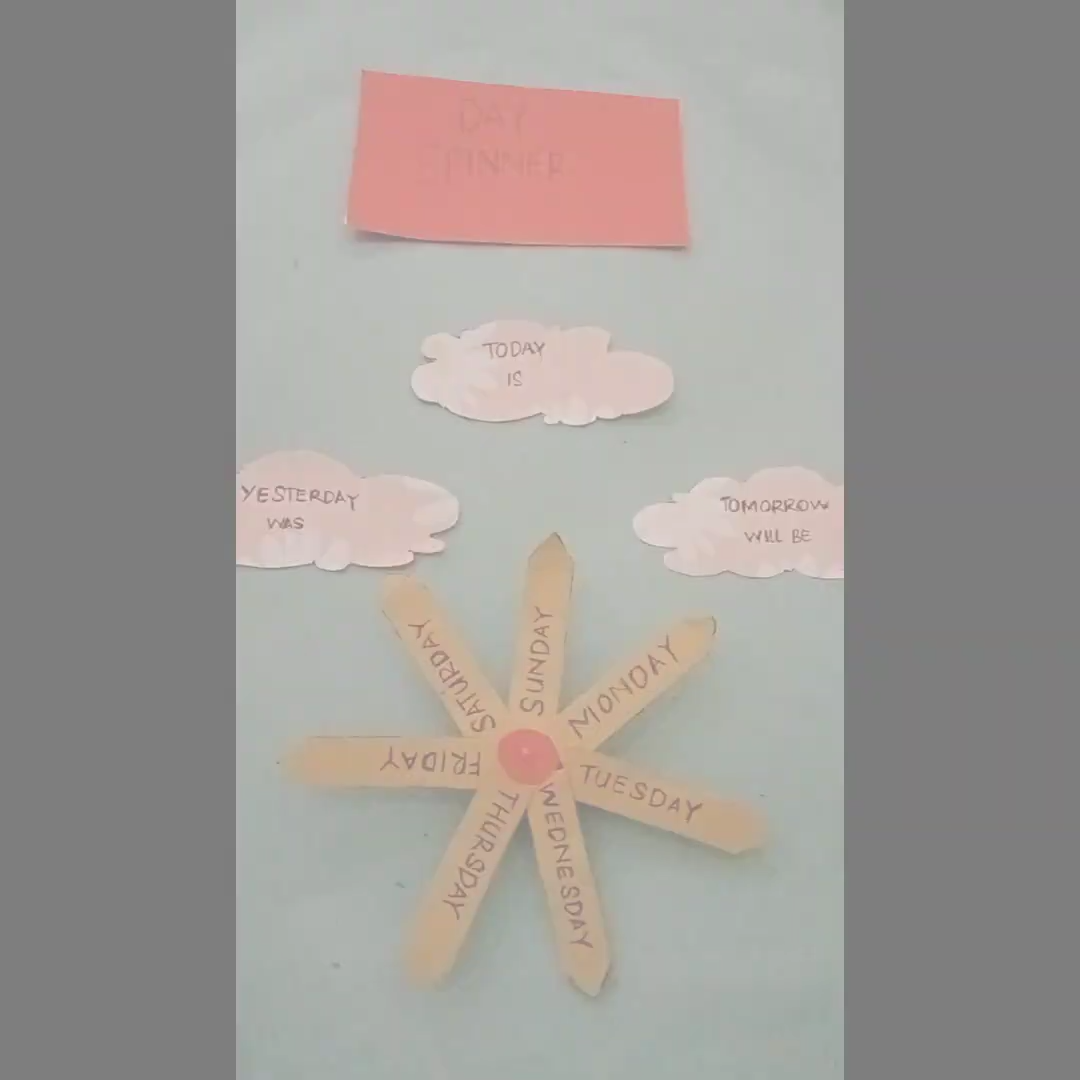 DAY
SPINNER
TODAY
IS
YESTERDAY
WAS
TOMORROW
WILL BE
SUNDAY
MONDAY
TUESDAY
WEDNESDAY
THURSDAY
FRIDAY
SATURDAY